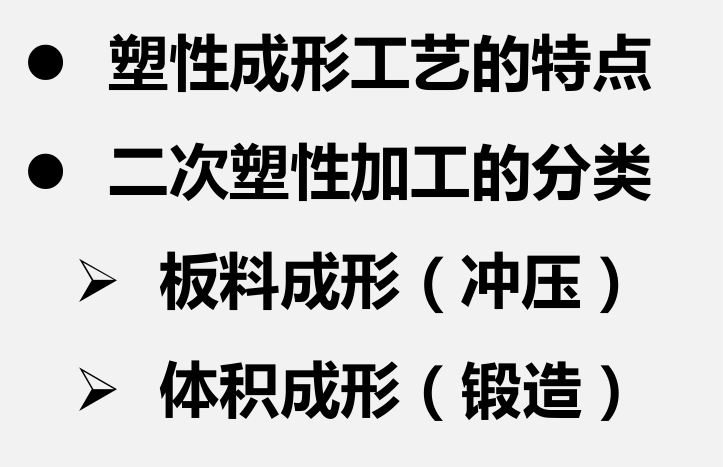 ● 塑性成形工艺的特点
● 二次塑性加工的分类
➢ 板料成形（冲压）
➢ 体积成形（锻造）